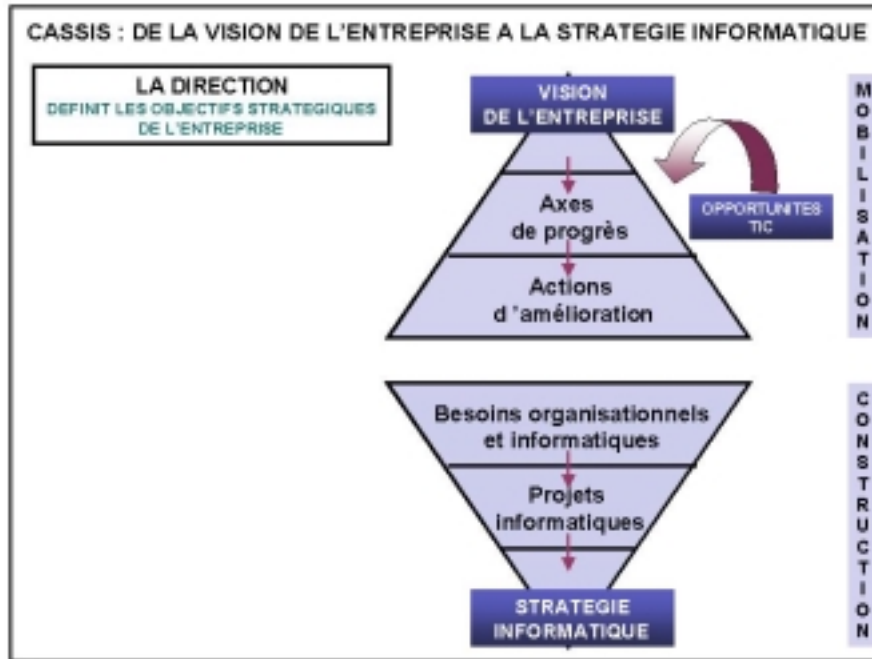 CASSIS : DE LA VISION DE L'ENTREPRISE A LA STRATEGIE INFORMATIQUE
LA DIRECTION
DEFINIT LES OBJECTIFS STRATEGIQUES
DE L'ENTREPRISE
VISION
DE L'ENTREPRISE
Axes
de progrès
OPPORTUNITES
TIC
Actions
d 'amélioration
MOBILISATION
Besoins organisationnels
et informatiques
Projets
informatiques
STRATEGIE
INFORMATIQUE
CONSTRUCTION